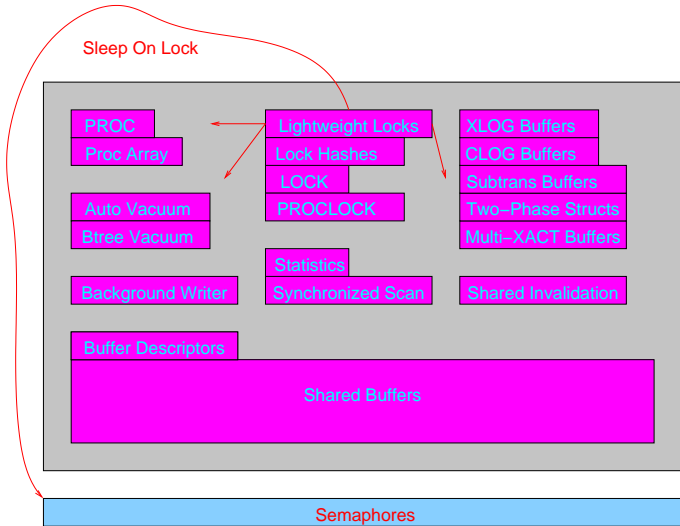 Sleep On Lock
PROC
Lightweight Locks
XLOG Buffers
Proc Array
Lock Hashes
CLOG Buffers
LOCK
Subtrans Buffers
Auto Vacuum
PROCLOCK
Two−Phase Structs
Btree Vacuum
Multi−XACT Buffers
Statistics
Background Writer
Synchronized Scan
Shared Invalidation
Buffer Descriptors
Shared Buffers
Semaphores